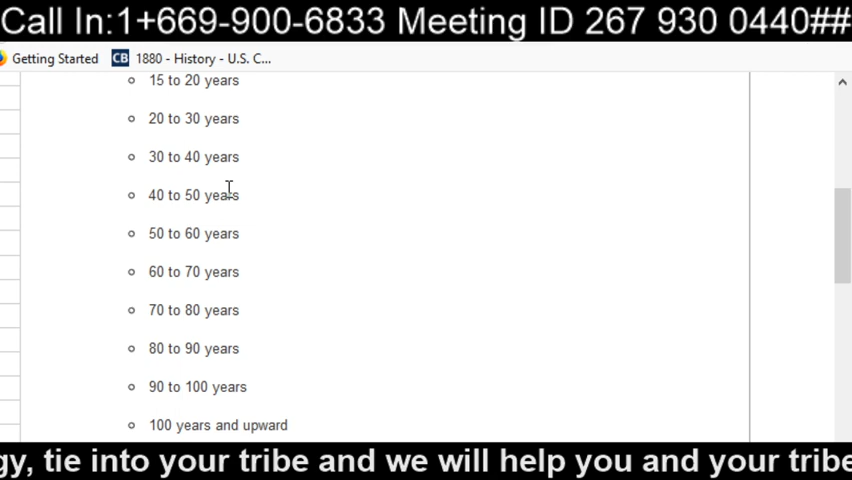 Call In:1+669-900-6833 Meeting ID 267 930 0440##
Getting Started CB 1880 - History - U.S. C...
15 to 20 years
20 to 30 years
30 to 40 years
40 to 50 years
50 to 60 years
60 to 70 years
70 to 80 years
80 to 90 years
90 to 100 years
100 years and upward
gy, tie into your tribe and we will help you and your tribe